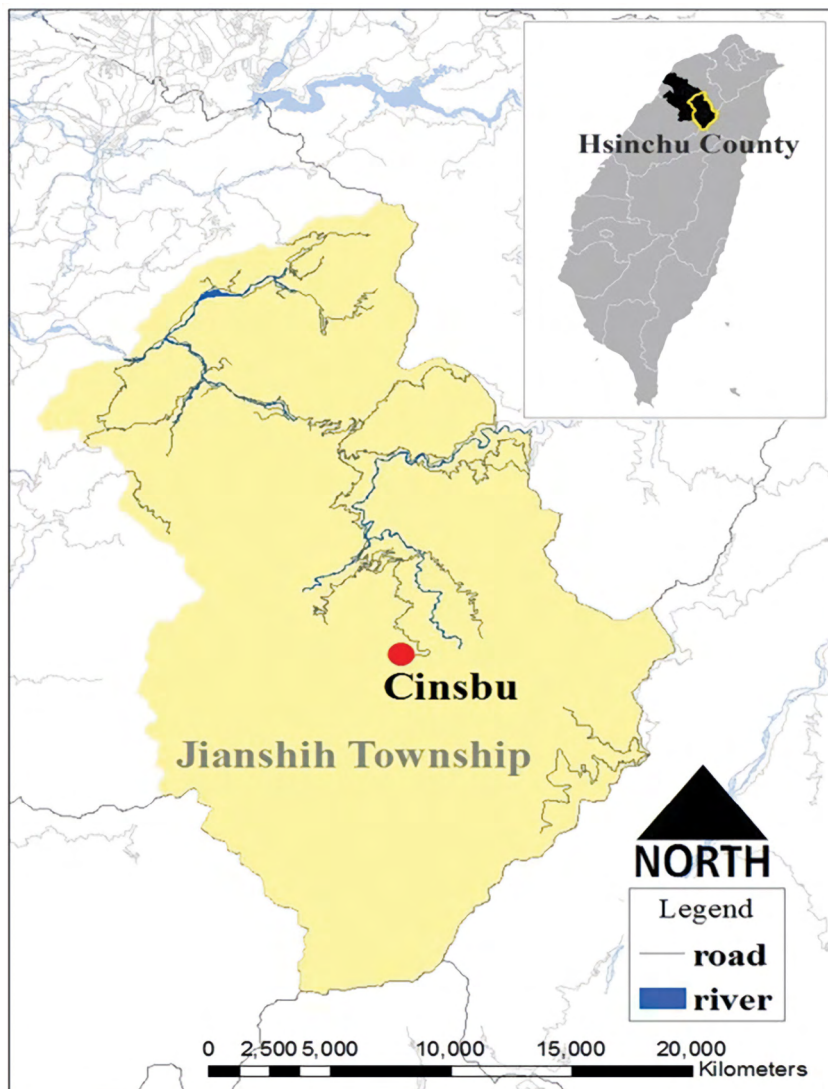 Hsinchu County
Cinsbu
Jianshih Township
NORTH
Legend
road
river
0 2,500 5,000 10,000 15,000 20,000
Kilometers